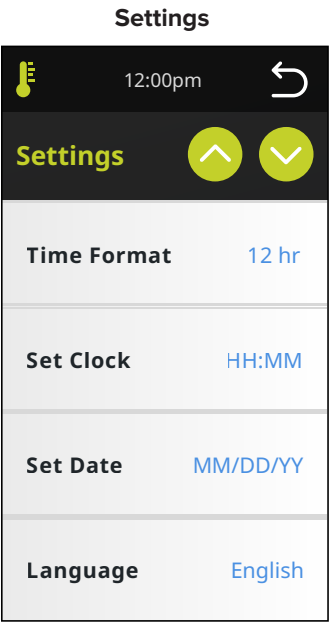 Settings
12:00pm
Settings
Time Format 12 hr
Set Clock HH:MM
Set Date MM/DD/YY
Language English